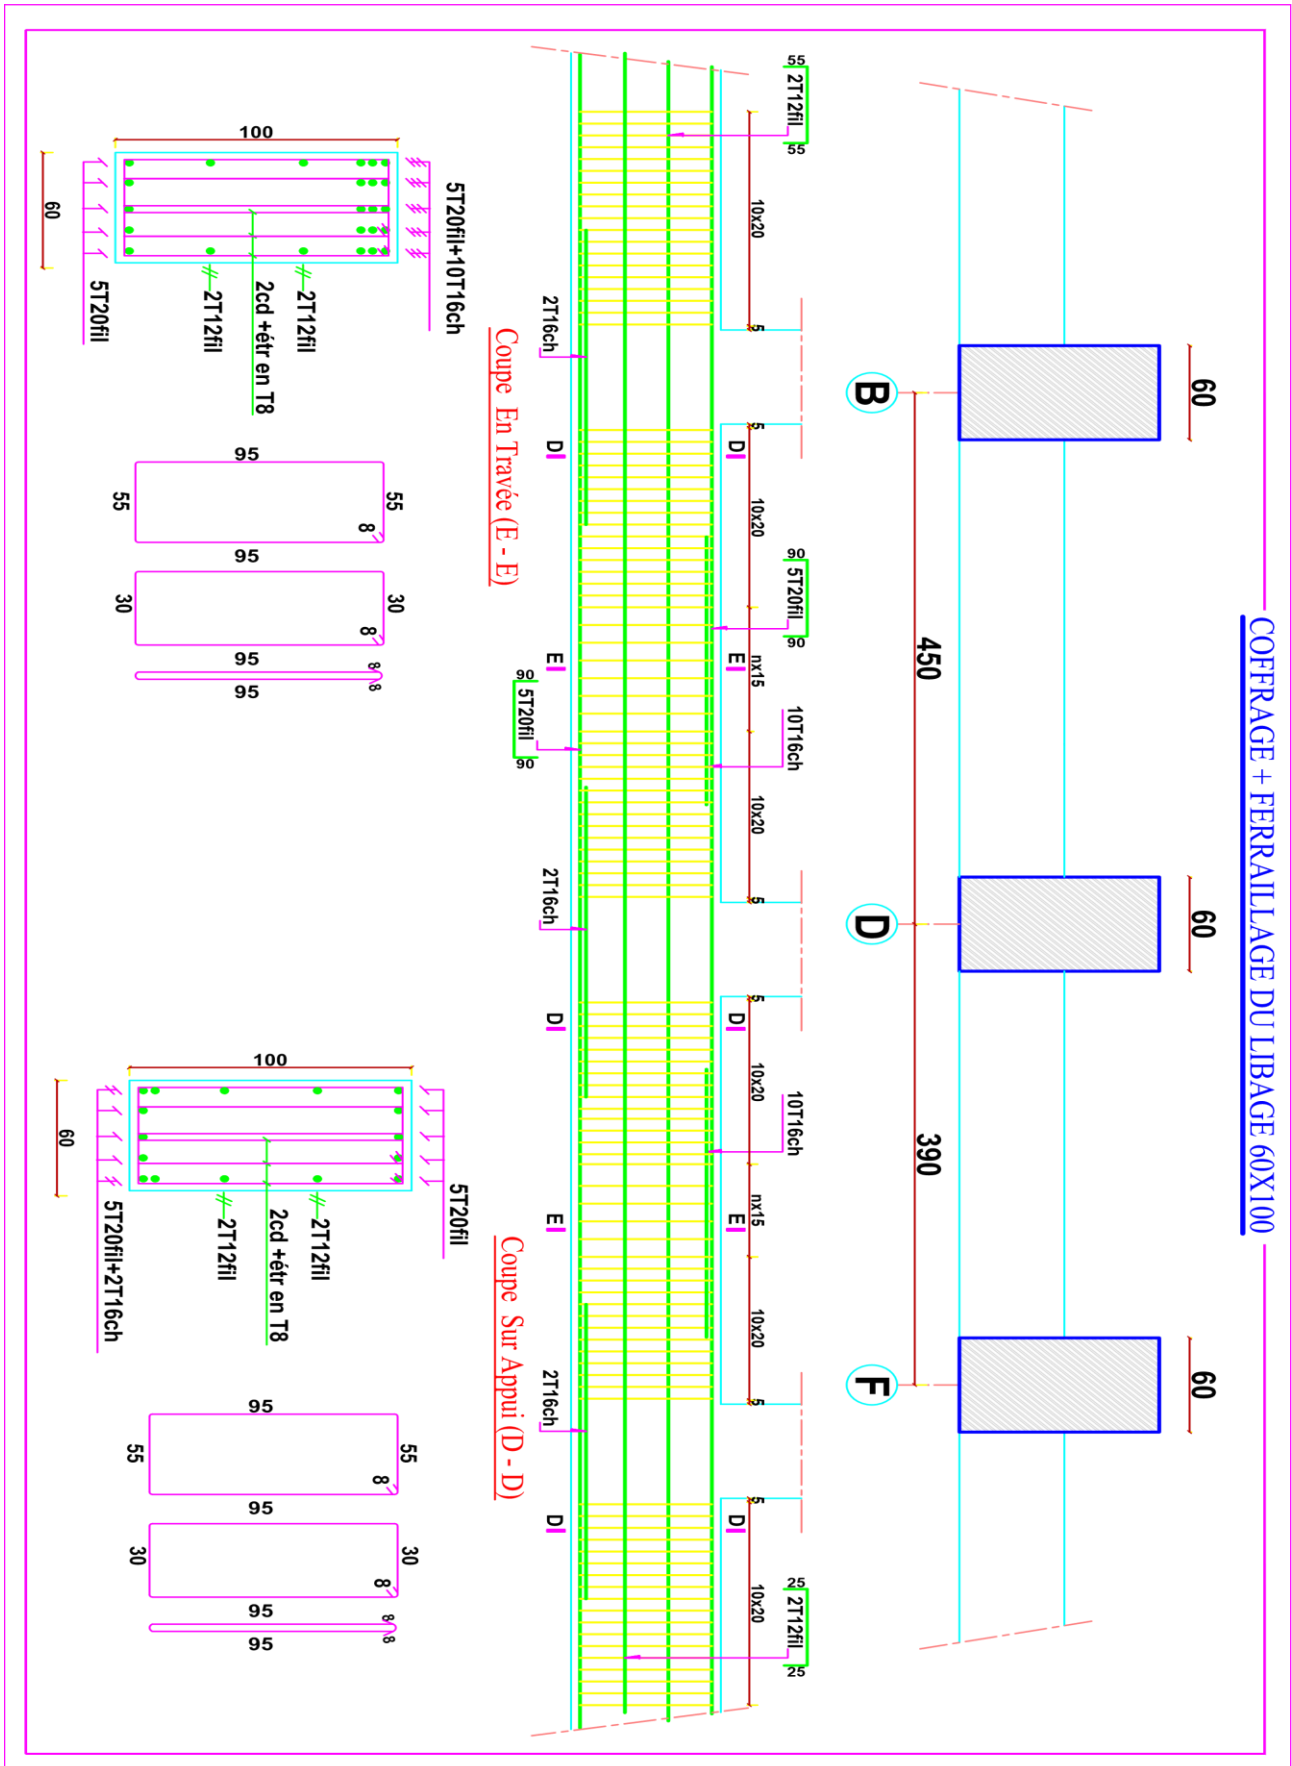 COFFRAGE + FERRAILLAGE DU LIBAGE 60X100
60
60
60
B
450
D
390
F
55
2T12fil
55
90
5T20fil
90
10T16ch
10T16ch
25
2T12fil
25
10x20
5
5
10x20
nx15
10x20
5
5
10x20
nx15
10x20
5
5
10x20
D
E
D
E
D
D
E
D
E
D
2T16ch
90
5T20fil
90
2T16ch
2T16ch
Coupe En Travée (E - E)
5T20fil+10T16ch
100
2T12fil
2cd +étr en T8
2T12fil
5T20fil
60
95
55
55
8
95
30
30
8
95
8
8
95
Coupe Sur Appui (D - D)
5T20fil
100
2T12fil
2cd +étr en T8
2T12fil
5T20fil+2T16ch
60
95
55
55
8
95
30
30
8
95
8
8
95